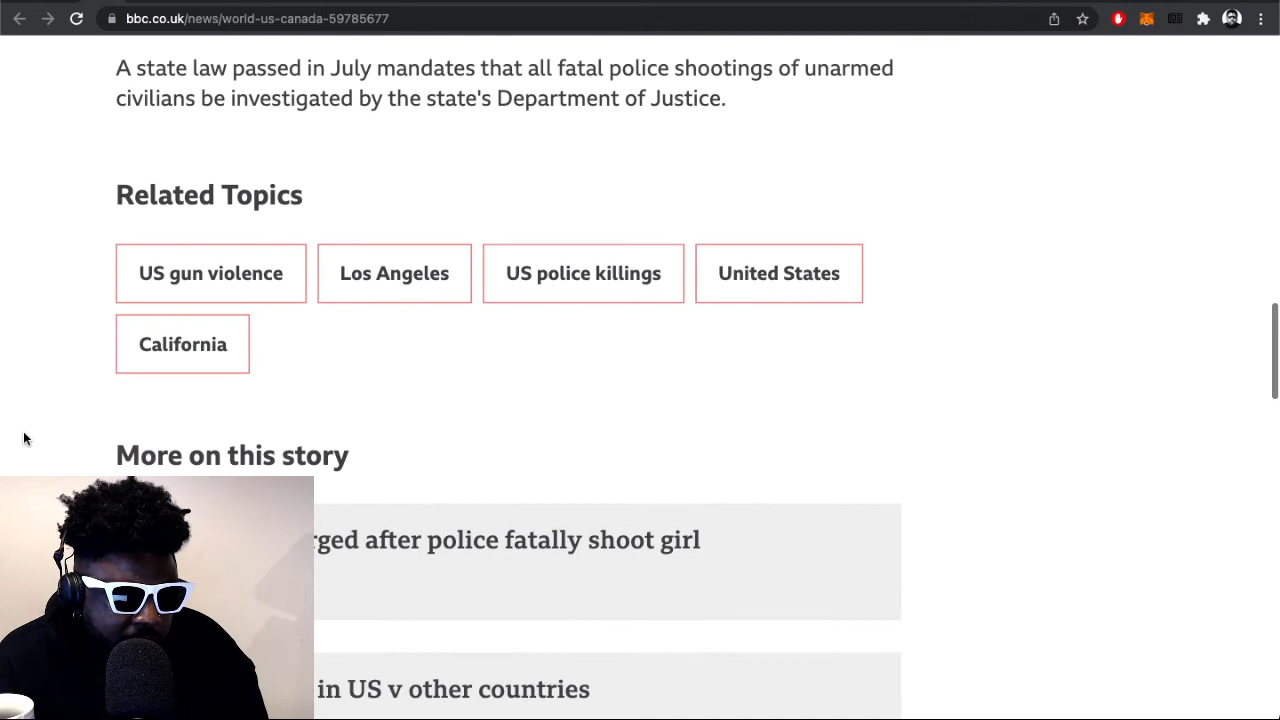 bbc.co.uk/news/world-us-canada-59785677
A state law passed in July mandates that all fatal police shootings of unarmed
civilians be investigated by the state's Department of Justice.
Related Topics
US gun violence Los Angeles US police killings United States
California
More on this story
rged after police fatally shoot girl
in US v other countries